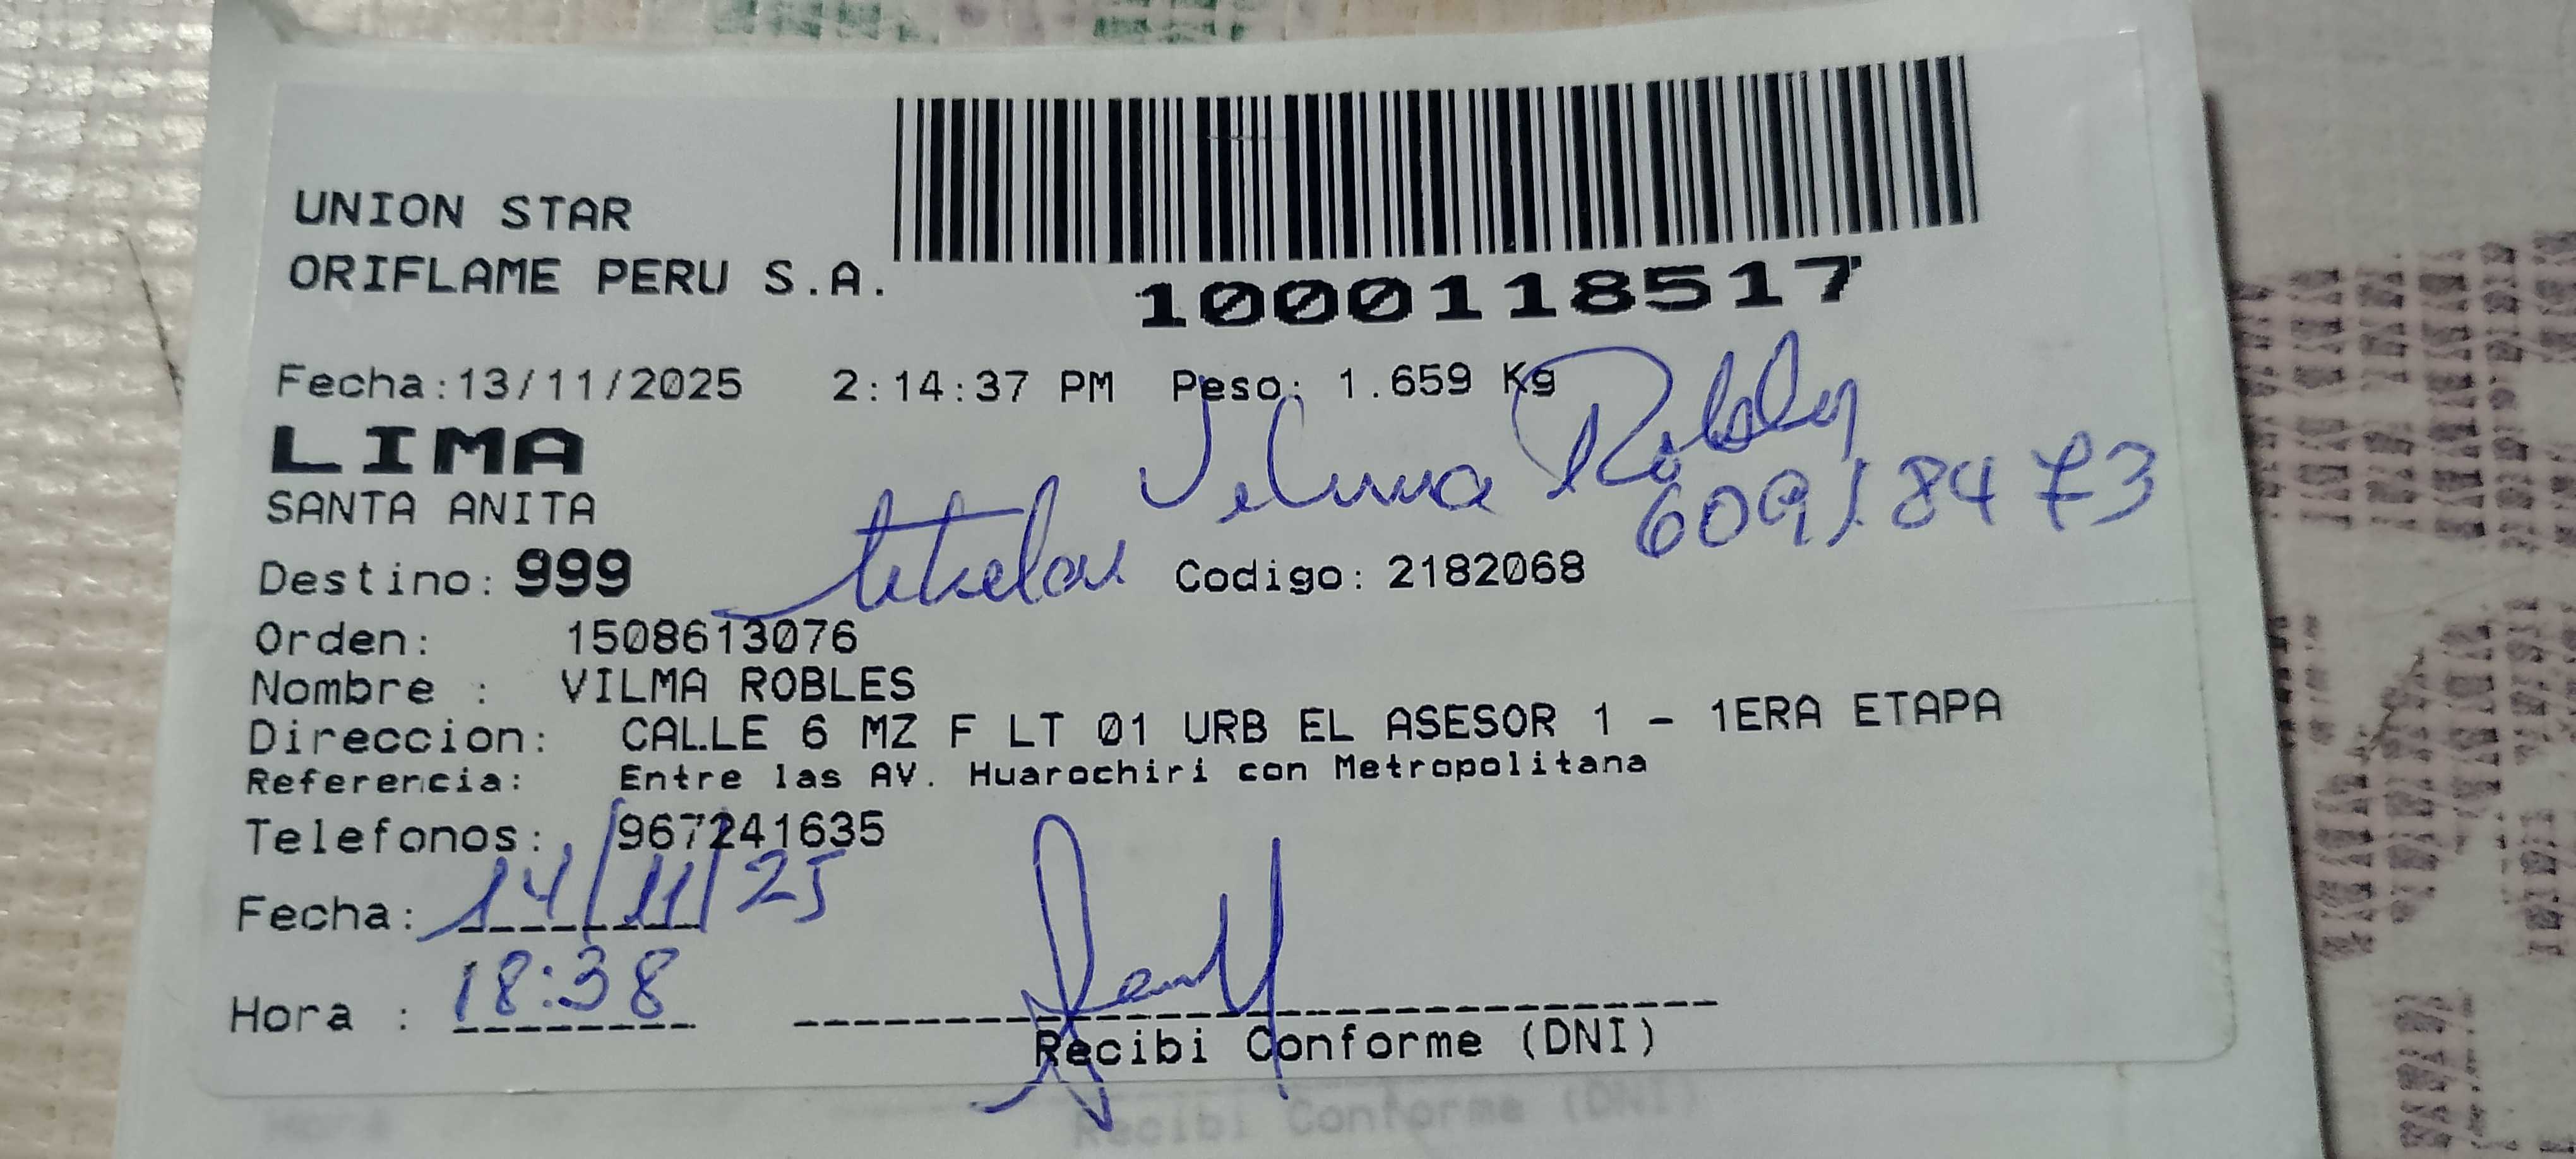 UNION STAR
ORIFLAME PERU S.A.
1000118517
Fecha:13/11/2025 2:14:37 PM Peso: 1.659 Kg
LIMA
SANTA ANITA
Vilma Robles
titular
Destino: 999 Codigo: 2182068
Orden: 1508613076
Nombre : VILMA ROBLES
Direccion: CALLE 6 MZ F LT 01 URB EL ASESOR 1 - 1ERA ETAPA
Referencia: Entre las AV. Huarochiri con Metropolitana
Telefonos: 967241635
Fecha: 14/11/25
Hora : 18:38
Recibi Conforme (DNI)